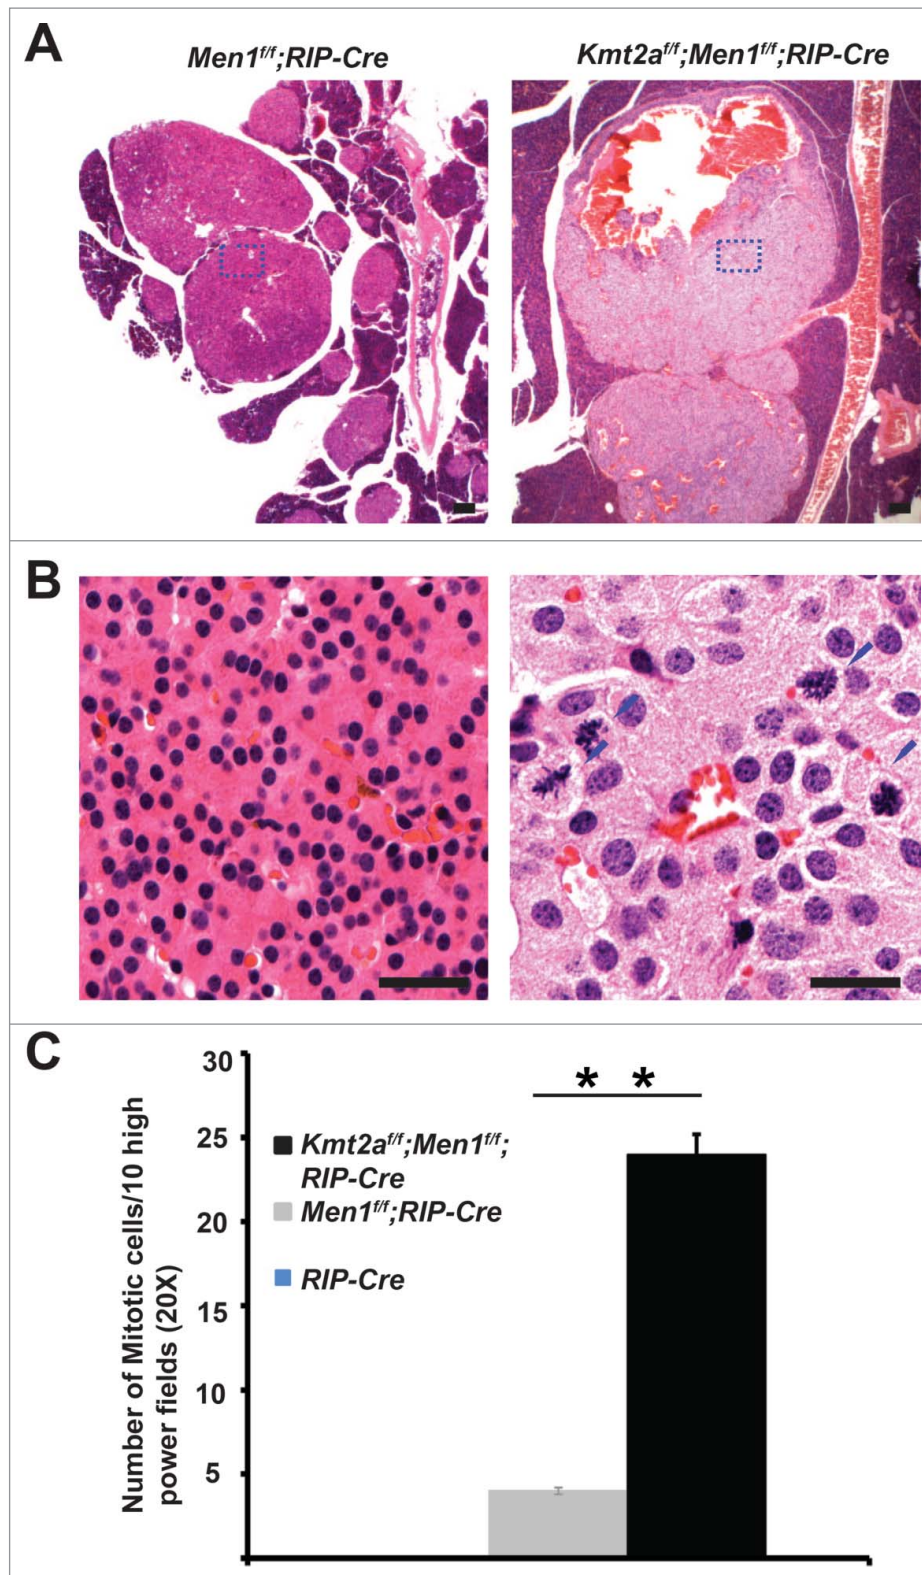 A
Men1f/f;RIP-Cre
Kmt2af/f;Men1f/f;RIP-Cre
B
C
Number of Mitotic cells/10 high
power fields (20X)
30
25
20
15
10
5
* *
Kmt2af/f;Men1f/f;
RIP-Cre
Men1f/f;RIP-Cre
RIP-Cre